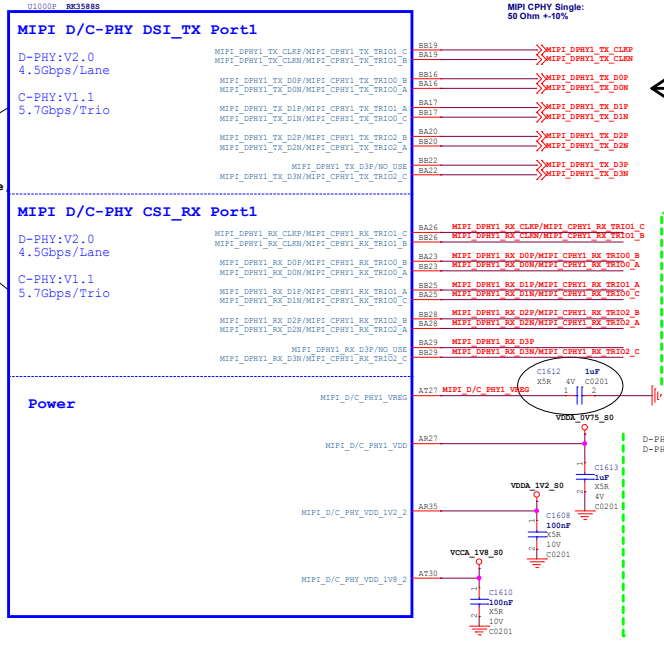 U1000P RK3588S
MIPI CPHY Single:
50 Ohm +-10%
MIPI D/C-PHY DSI_TX Port1
D-PHY:V2.0
4.5Gbps/Lane
C-PHY:V1.1
5.7Gbps/Trio
MIPI_DPHY1_TX_CLKP/MIPI_CPHY1_TX_TRIO1_C BB19 MIPI_DPHY1_TX_CLKP
MIPI_DPHY1_TX_CLKN/MIPI_CPHY1_TX_TRIO1_B BA19 MIPI_DPHY1_TX_CLKN
MIPI_DPHY1_TX_D0P/MIPI_CPHY1_TX_TRIO0_B BB16 MIPI_DPHY1_TX_D0P
MIPI_DPHY1_TX_D0N/MIPI_CPHY1_TX_TRIO0_A BA16 MIPI_DPHY1_TX_D0N
MIPI_DPHY1_TX_D1P/MIPI_CPHY1_TX_TRIO1_A BA17 MIPI_DPHY1_TX_D1P
MIPI_DPHY1_TX_D1N/MIPI_CPHY1_TX_TRIO0_C BB17 MIPI_DPHY1_TX_D1N
MIPI_DPHY1_TX_D2P/MIPI_CPHY1_TX_TRIO2_B BA20 MIPI_DPHY1_TX_D2P
MIPI_DPHY1_TX_D2N/MIPI_CPHY1_TX_TRIO2_A BB20 MIPI_DPHY1_TX_D2N
MIPI_DPHY1_TX_D3P/NO_USE BB22 MIPI_DPHY1_TX_D3P
MIPI_DPHY1_TX_D3N/MIPI_CPHY1_TX_TRIO2_C BA22 MIPI_DPHY1_TX_D3N
MIPI D/C-PHY CSI_RX Port1
D-PHY:V2.0
4.5Gbps/Lane
C-PHY:V1.1
5.7Gbps/Trio
MIPI_DPHY1_RX_CLKP/MIPI_CPHY1_RX_TRIO1_C BA26 MIPI_DPHY1_RX_CLKP/MIPI_CPHY1_RX_TRIO1_C
MIPI_DPHY1_RX_CLKN/MIPI_CPHY1_RX_TRIO1_B BB26 MIPI_DPHY1_RX_CLKN/MIPI_CPHY1_RX_TRIO1_B
MIPI_DPHY1_RX_D0P/MIPI_CPHY1_RX_TRIO0_B BA23 MIPI_DPHY1_RX_D0P/MIPI_CPHY1_RX_TRIO0_B
MIPI_DPHY1_RX_D0N/MIPI_CPHY1_RX_TRIO0_A BB23 MIPI_DPHY1_RX_D0N/MIPI_CPHY1_RX_TRIO0_A
MIPI_DPHY1_RX_D1P/MIPI_CPHY1_RX_TRIO1_A BB25 MIPI_DPHY1_RX_D1P/MIPI_CPHY1_RX_TRIO1_A
MIPI_DPHY1_RX_D1N/MIPI_CPHY1_RX_TRIO0_C BA25 MIPI_DPHY1_RX_D1N/MIPI_CPHY1_RX_TRIO0_C
MIPI_DPHY1_RX_D2P/MIPI_CPHY1_RX_TRIO2_B BB28 MIPI_DPHY1_RX_D2P/MIPI_CPHY1_RX_TRIO2_B
MIPI_DPHY1_RX_D2N/MIPI_CPHY1_RX_TRIO2_A BA28 MIPI_DPHY1_RX_D2N/MIPI_CPHY1_RX_TRIO2_A
MIPI_DPHY1_RX_D3P/NO_USE BA29 MIPI_DPHY1_RX_D3P
MIPI_DPHY1_RX_D3N/MIPI_CPHY1_RX_TRIO2_C BB29 MIPI_DPHY1_RX_D3N/MIPI_CPHY1_RX_TRIO2_C
Power
C1612 1uF
X5R 4V C0201
MIPI_D/C_PHY1_VREG AT27 MIPI_D/C_PHY1_VREG 1 2
VDDA_0V75_S0
MIPI_D/C_PHY1_VDD AR27
D-PH
D-PH
1 C1613
1uF
X5R
2 4V
C0201
VDDA_1V2_S0
MIPI_D/C_PHY_VDD_1V2_2 AR35
1 C1608
100nF
X5R
2 10V
C0201
VCCA_1V8_S0
MIPI_D/C_PHY_VDD_1V8_2 AT30
1 C1610
100nF
X5R
2 10V
C0201